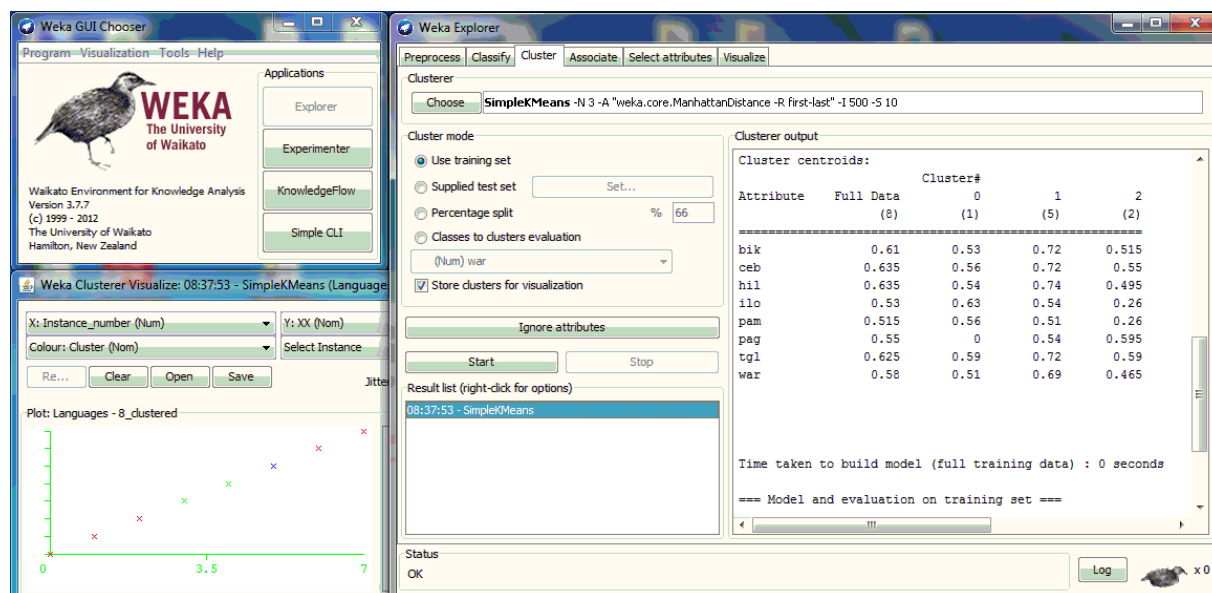 Weka GUI Chooser
Program Visualization Tools Help
WEKA
The University
of Waikato
Waikato Environment for Knowledge Analysis
Version 3.7.7
(c) 1999 - 2012
The University of Waikato
Hamilton, New Zealand
Applications
Explorer
Experimenter
KnowledgeFlow
Simple CLI
Weka Clusterer Visualize: 08:37:53 - SimpleKMeans (Language
X: Instance_number (Num)
Y: XX (Nom)
Colour: Cluster (Nom)
Select Instance
Re... Clear Open Save
Jitte
Plot: Languages - 8_clustered
0 3.5 7
Weka Explorer
Preprocess Classify Cluster Associate Select attributes Visualize
Clusterer
Choose SimpleKMeans -N 3 -A "weka.core.ManhattanDistance -R first-last" -I 500 -S 10
Cluster mode
Use training set
Supplied test set Set...
Percentage split % 66
Classes to clusters evaluation
(Num) war
Store clusters for visualization
Ignore attributes
Start Stop
Result list (right-click for options)
08:37:53 - SimpleKMeans
Clusterer output
Cluster centroids:
Cluster#
Attribute Full Data 0 1 2
(8) (1) (5) (2)
==================================================
bik 0.61 0.53 0.72 0.515
ceb 0.635 0.56 0.72 0.55
hil 0.635 0.54 0.74 0.495
ilo 0.53 0.63 0.54 0.26
pam 0.515 0.56 0.51 0.26
pag 0.55 0 0.54 0.595
tgl 0.625 0.59 0.72 0.59
war 0.58 0.51 0.69 0.465
Time taken to build model (full training data) : 0 seconds
=== Model and evaluation on training set ===
Status
OK
Log
x 0